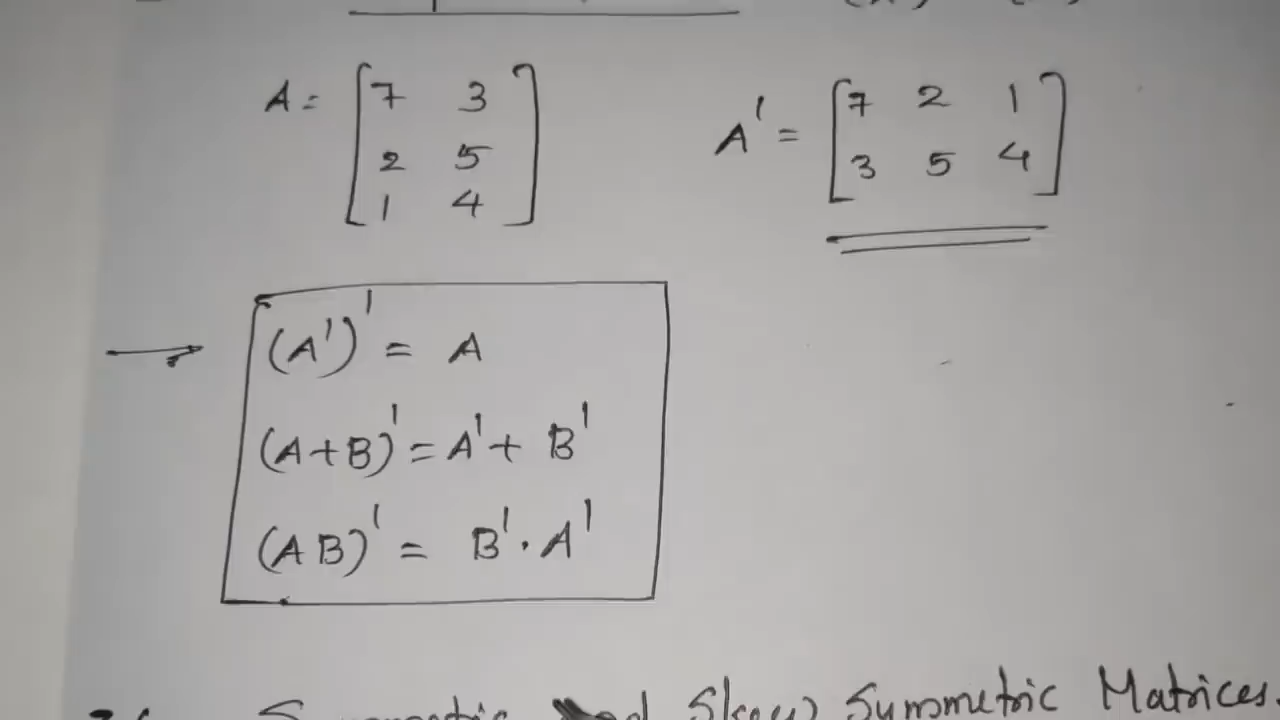 A = [7 3
2 5
1 4]
A' = [7 2 1
3 5 4]
→ (A')' = A
(A+B)' = A' + B'
(AB)' = B' · A'
Skew Symmetric Matrices.